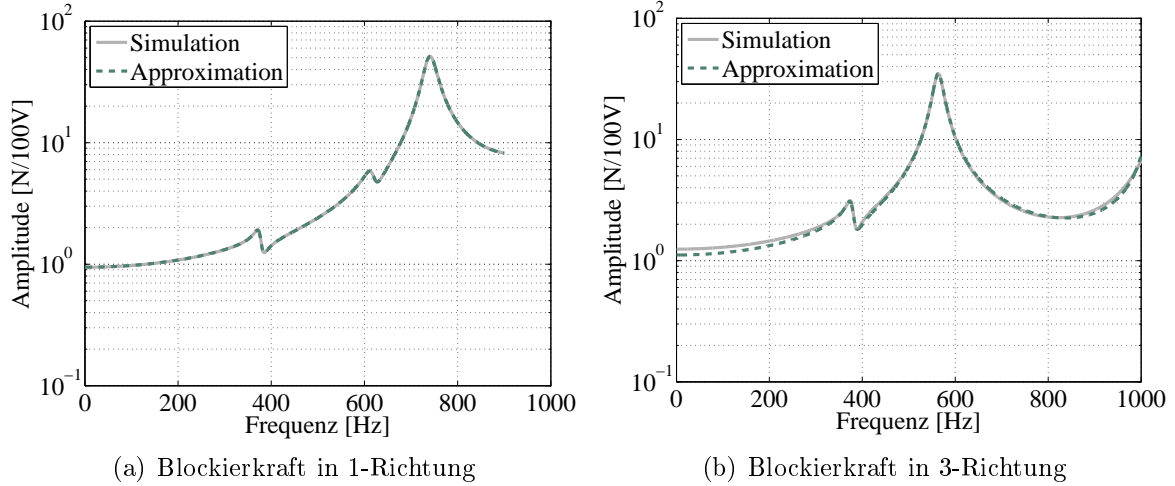 10^2
10^1
10^0
10^-1
Amplitude [N/100V]
Simulation
Approximation
0 200 400 600 800 1000
Frequenz [Hz]
(a) Blockierkraft in 1-Richtung
10^2
10^1
10^0
10^-1
Amplitude [N/100V]
Simulation
Approximation
0 200 400 600 800 1000
Frequenz [Hz]
(b) Blockierkraft in 3-Richtung